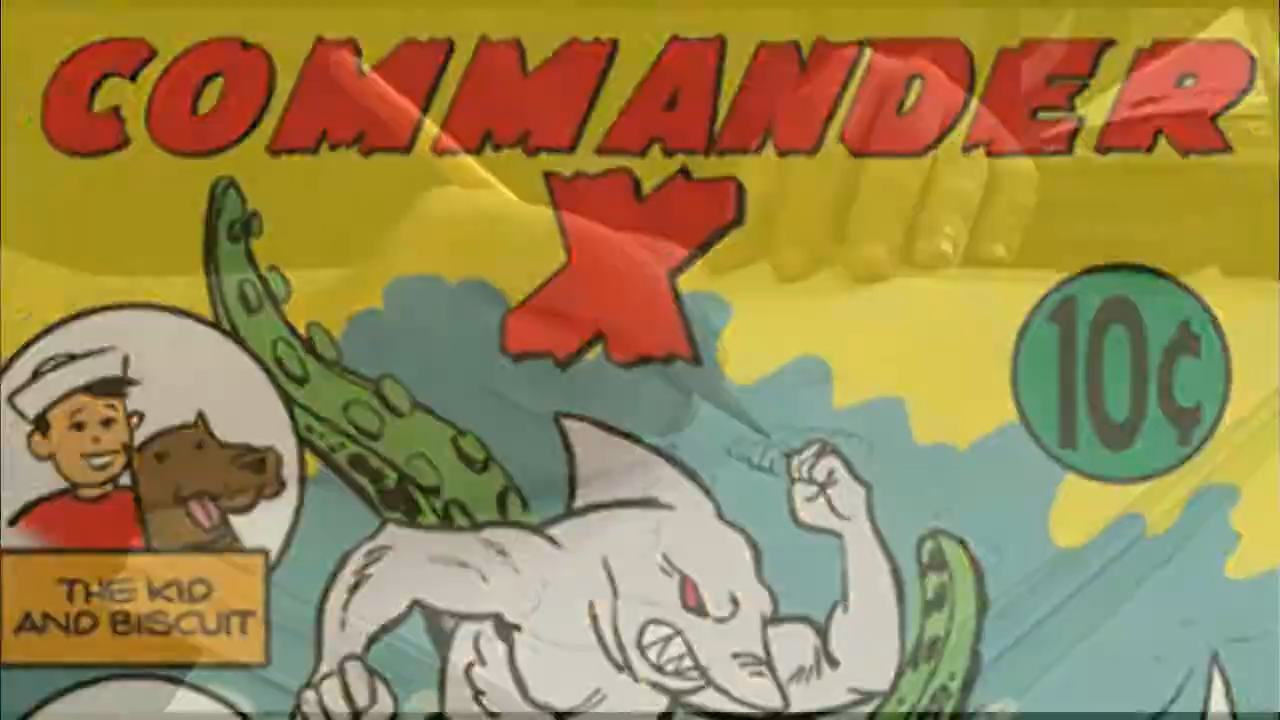 COMMANDER
X
10¢
THE KID
AND BISCUIT